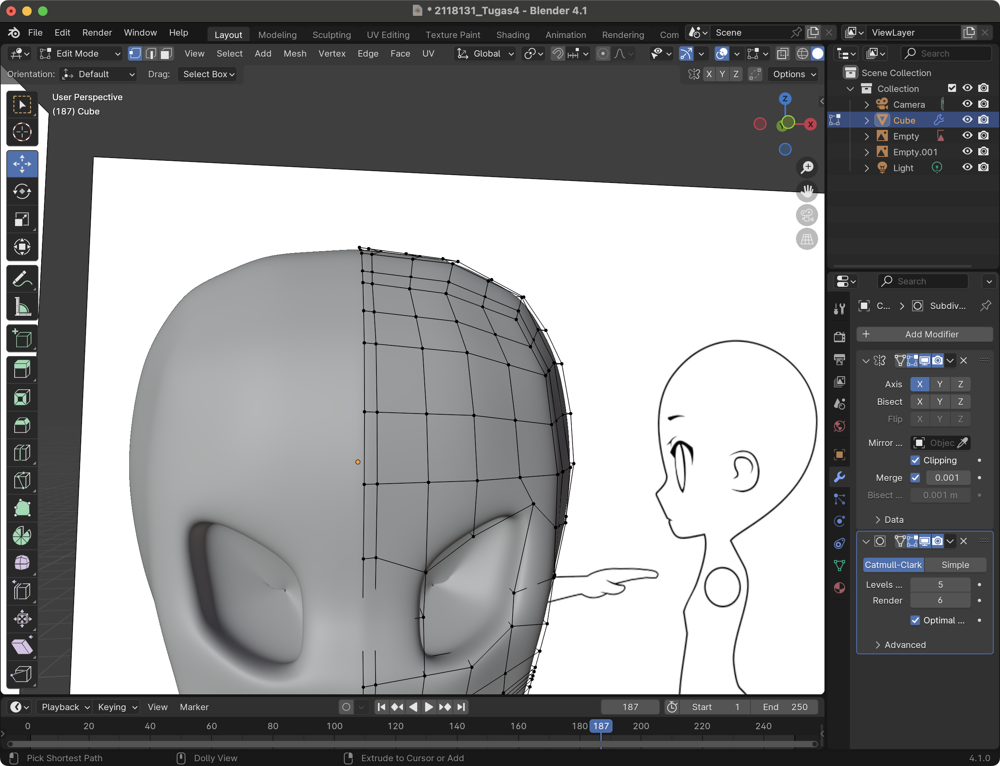 * 2118131_Tugas4 - Blender 4.1
File Edit Render Window Help Layout Modeling Sculpting UV Editing Texture Paint Shading Animation Rendering Com Scene ViewLayer
Edit Mode View Select Add Mesh Vertex Edge Face UV Global
Orientation: Default Drag: Select Box X Y Z Options
User Perspective
(187) Cube
Z
Y
X
Search
Scene Collection
Collection
Camera
Cube
Empty
Empty.001
Light
Search
C... Subdiv...
+ Add Modifier
Axis X Y Z
Bisect X Y Z
Flip X Y Z
Mirror ... Objec
Clipping
Merge 0.001
Bisect ... 0.001 m
Data
Catmull-Clark Simple
Levels ... 5
Render 6
Optimal ...
Advanced
Playback Keying View Marker 187 Start 1 End 250
0 20 40 60 80 100 120 140 160 180 187 200 220 240
Pick Shortest Path Dolly View Extrude to Cursor or Add 4.1.0